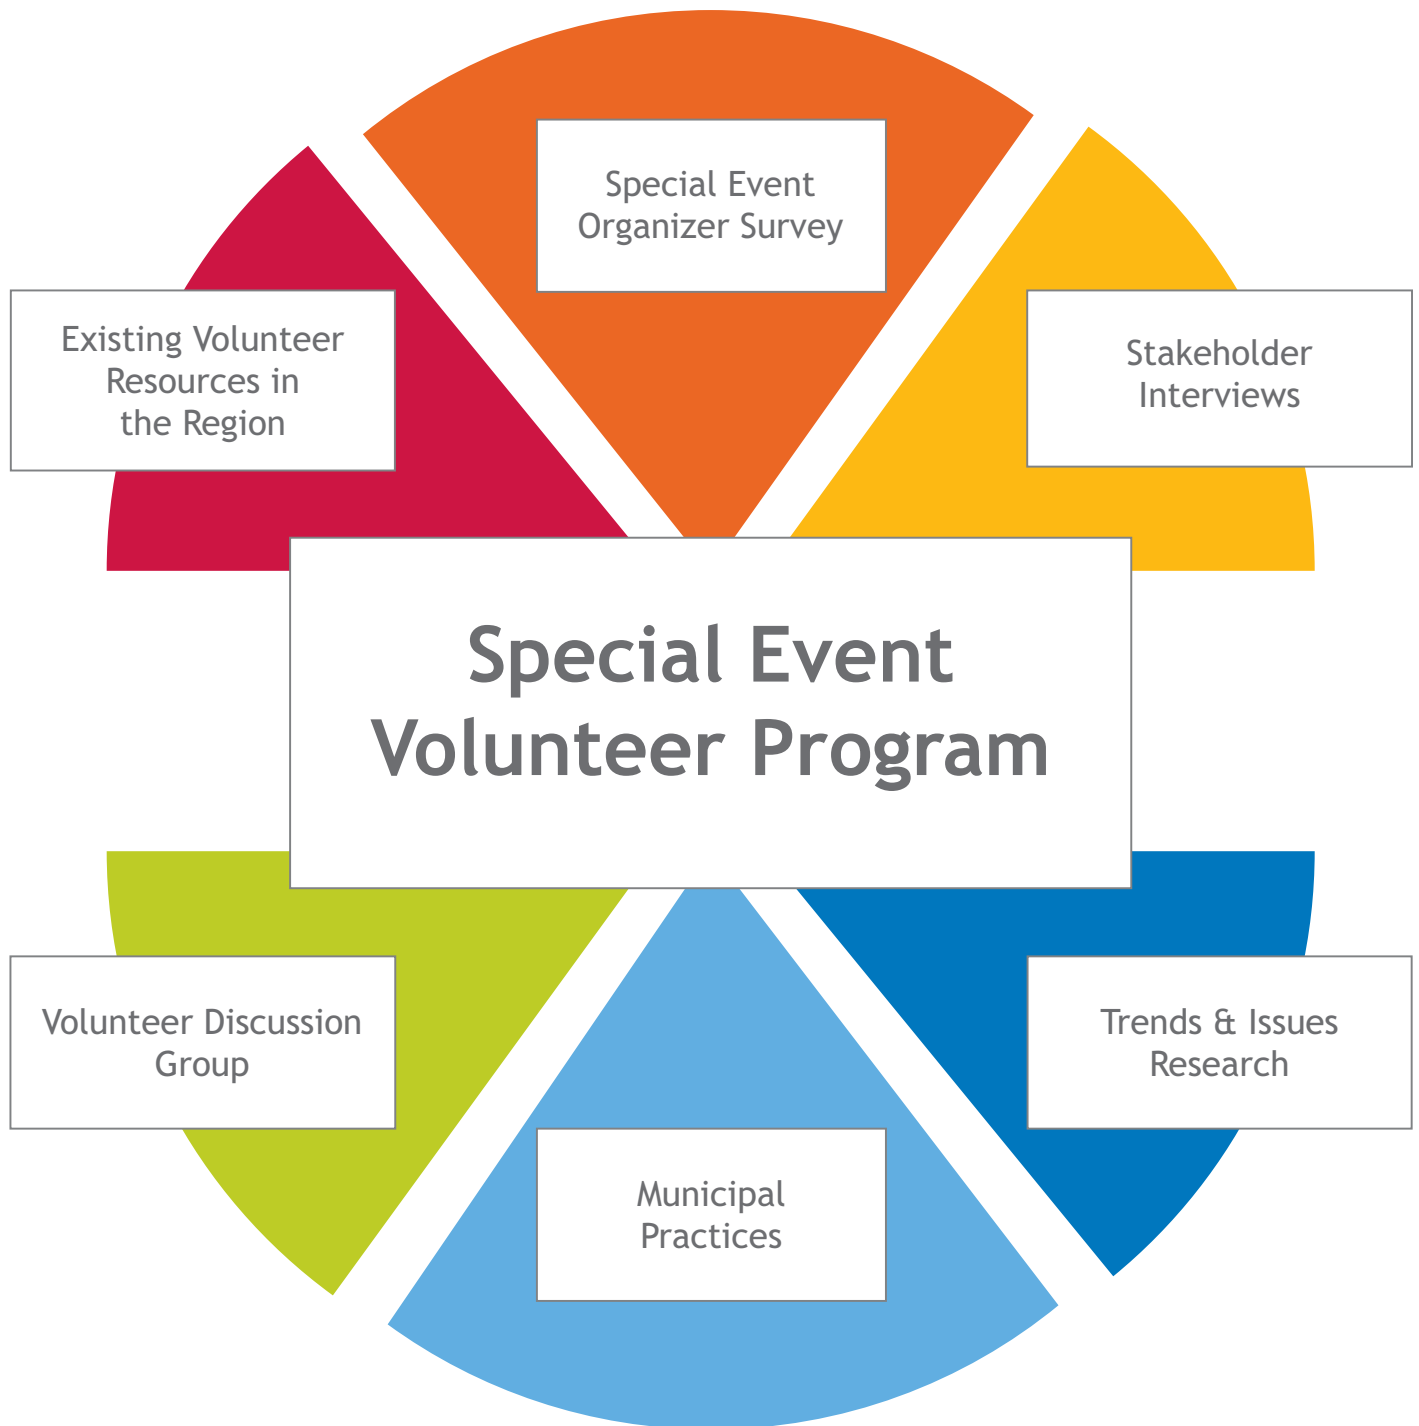 Special Event
Organizer Survey
Existing Volunteer
Resources in
the Region
Stakeholder
Interviews
Special Event
Volunteer Program
Volunteer Discussion
Group
Trends & Issues
Research
Municipal
Practices